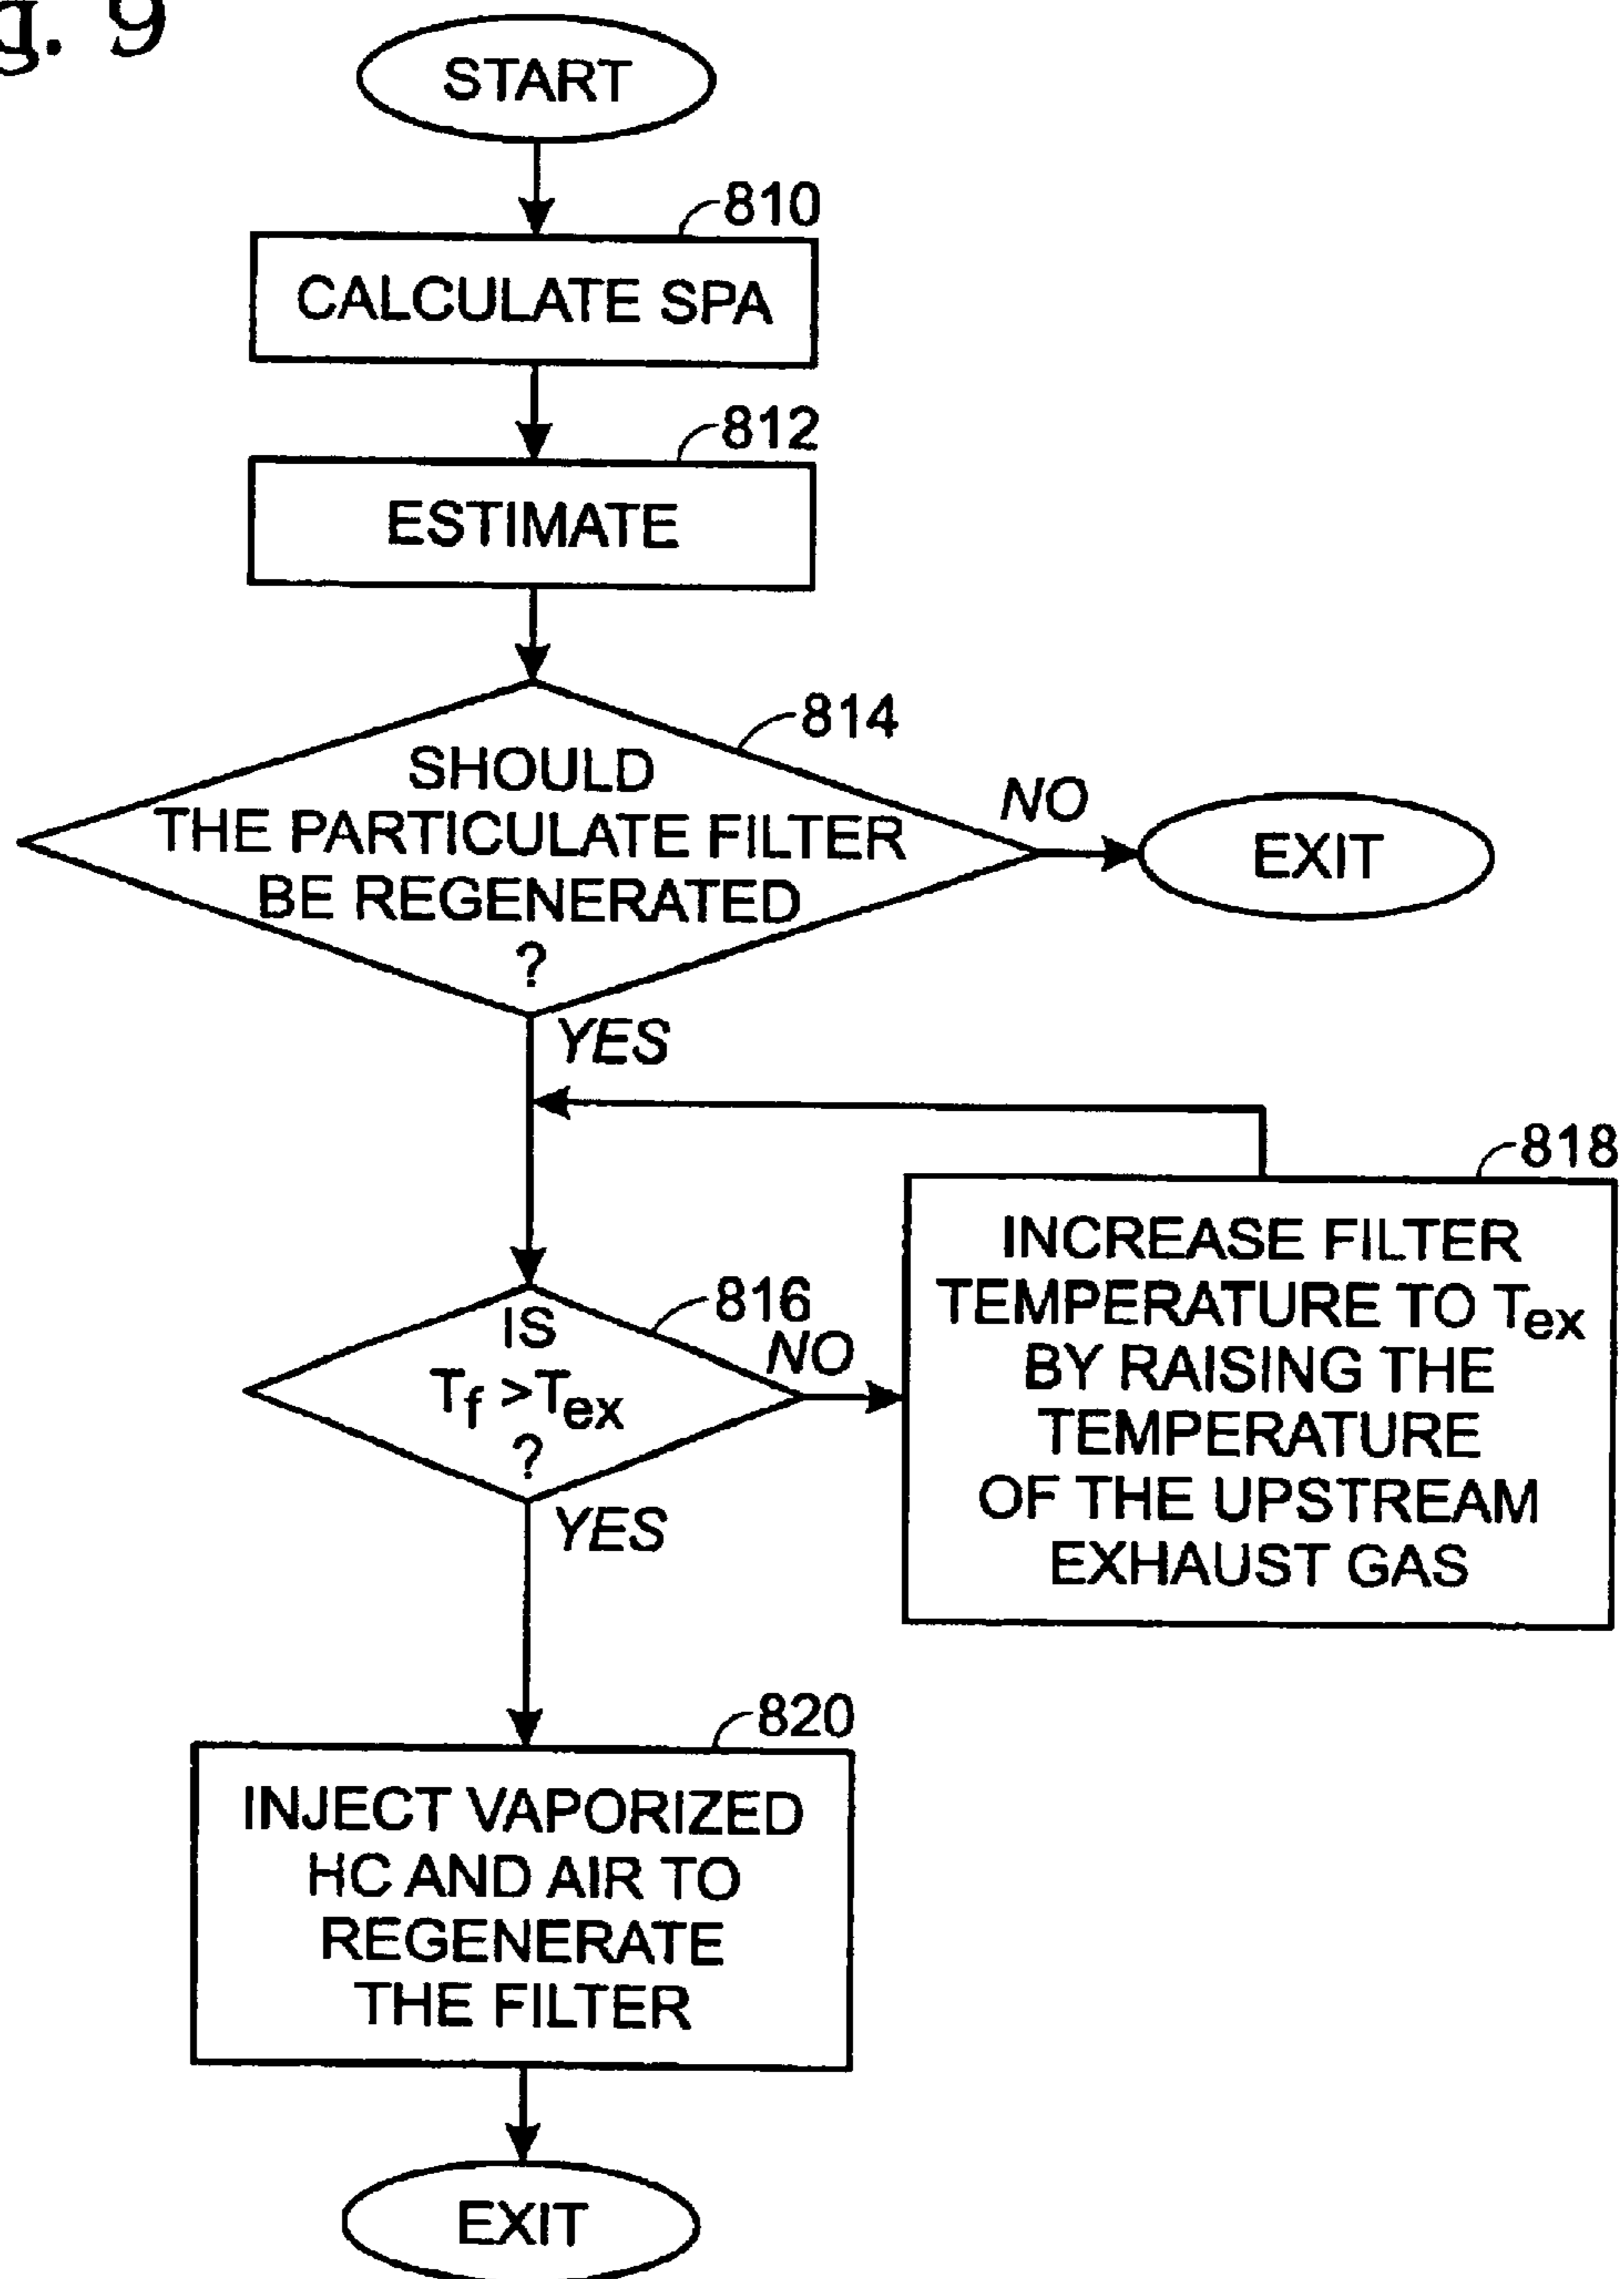 g. 9
START
810
CALCULATE SPA
812
ESTIMATE
814
SHOULD
THE PARTICULATE FILTER
BE REGENERATED
?
NO
EXIT
YES
818
INCREASE FILTER
TEMPERATURE TO Tex
BY RAISING THE
TEMPERATURE
OF THE UPSTREAM
EXHAUST GAS
816
IS
Tf >Tex
?
NO
YES
820
INJECT VAPORIZED
HC AND AIR TO
REGENERATE
THE FILTER
EXIT